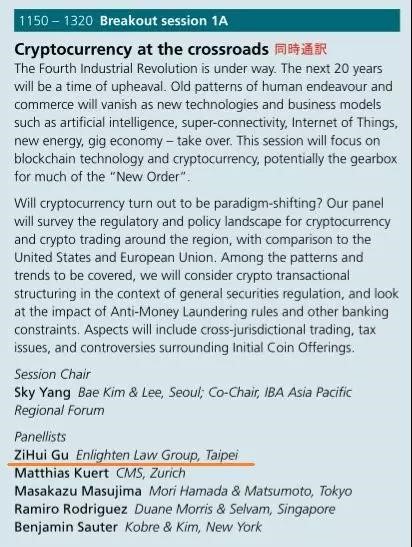 1150 – 1320 Breakout session 1A
Cryptocurrency at the crossroads 同時通訳
The Fourth Industrial Revolution is under way. The next 20 years
will be a time of upheaval. Old patterns of human endeavour and
commerce will vanish as new technologies and business models
such as artificial intelligence, super-connectivity, Internet of Things,
new energy, gig economy – take over. This session will focus on
blockchain technology and cryptocurrency, potentially the gearbox
for much of the “New Order”.
Will cryptocurrency turn out to be paradigm-shifting? Our panel
will survey the regulatory and policy landscape for cryptocurrency
and crypto trading around the region, with comparison to the
United States and European Union. Among the patterns and
trends to be covered, we will consider crypto transactional
structuring in the context of general securities regulation, and look
at the impact of Anti-Money Laundering rules and other banking
constraints. Aspects will include cross-jurisdictional trading, tax
issues, and controversies surrounding Initial Coin Offerings.
Session Chair
Sky Yang Bae Kim & Lee, Seoul; Co-Chair, IBA Asia Pacific
Regional Forum
Panellists
ZiHui Gu Enlighten Law Group, Taipei
Matthias Kuert CMS, Zurich
Masakazu Masujima Mori Hamada & Matsumoto, Tokyo
Ramiro Rodriguez Duane Morris & Selvam, Singapore
Benjamin Sauter Kobre & Kim, New York